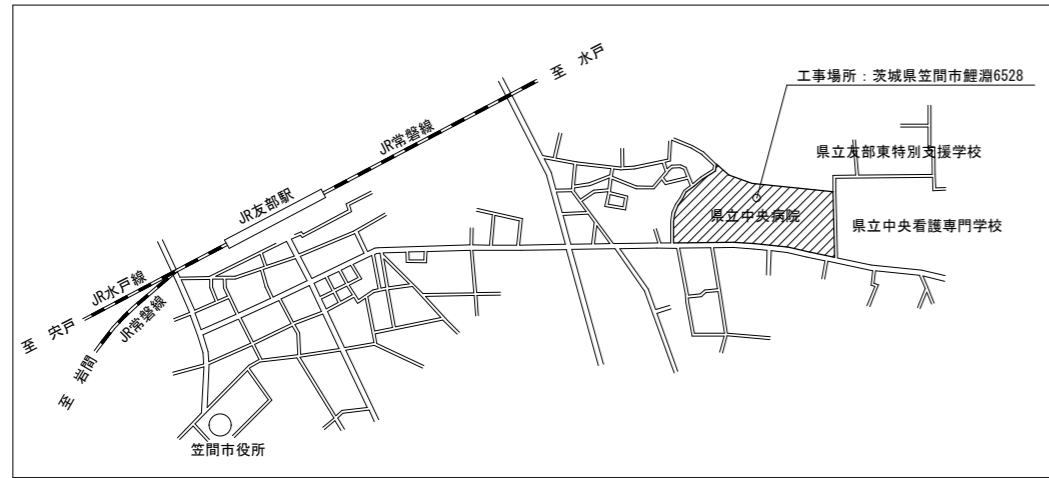 至 水戸
工事場所：茨城県笠間市鯉淵6528
JR常磐線
県立友部東特別支援学校
JR友部駅
県立中央病院
県立中央看護専門学校
JR水戸線
至 宍戸
JR常磐線
至 岩間
笠間市役所